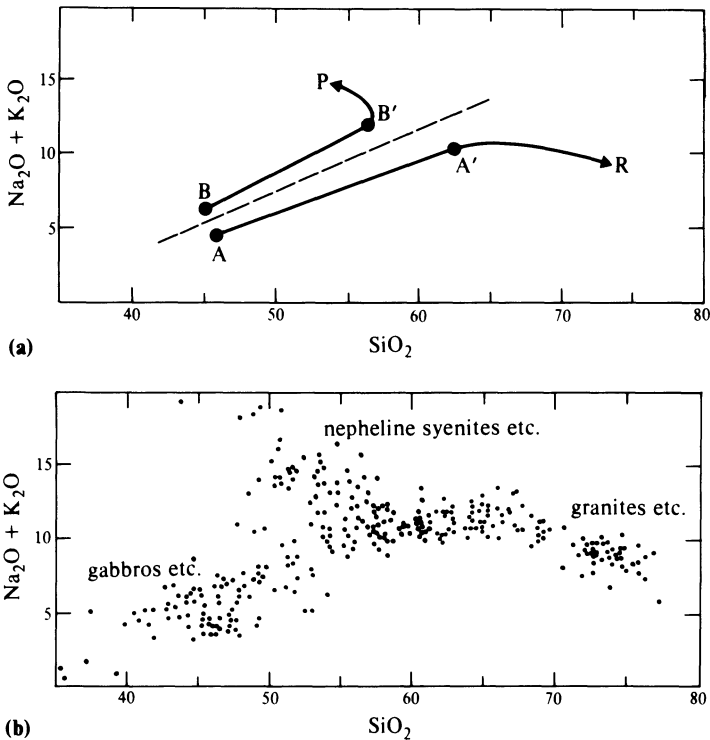 15
10
5
Na₂O + K₂O
P
B′
B
A′
A
R
40 50 60 70 80
SiO₂
(a)
nepheline syenites etc.
15
granites etc.
10
gabbros etc.
5
Na₂O + K₂O
40 50 60 70 80
SiO₂
(b)